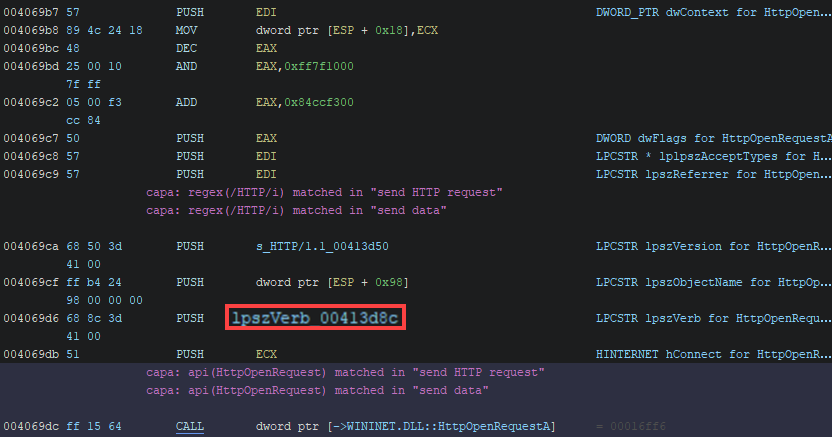 004069b7 57 PUSH EDI DWORD_PTR dwContext for HttpOpen...
004069b8 89 4c 24 18 MOV dword ptr [ESP + 0x18],ECX
004069bc 48 DEC EAX
004069bd 25 00 10 AND EAX,0xff7f1000
7f ff
004069c2 05 00 f3 ADD EAX,0x84ccf300
cc 84
004069c7 50 PUSH EAX DWORD dwFlags for HttpOpenRequestA
004069c8 57 PUSH EDI LPCSTR * lplpszAcceptTypes for H...
004069c9 57 PUSH EDI LPCSTR lpszReferrer for HttpOpen...
capa: regex(/HTTP/i) matched in "send HTTP request"
capa: regex(/HTTP/i) matched in "send data"
004069ca 68 50 3d PUSH s_HTTP/1.1_00413d50 LPCSTR lpszVersion for HttpOpenR...
41 00
004069cf ff b4 24 PUSH dword ptr [ESP + 0x98] LPCSTR lpszObjectName for HttpOp...
98 00 00 00
004069d6 68 8c 3d PUSH lpszVerb_00413d8c LPCSTR lpszVerb for HttpOpenRequ...
41 00
004069db 51 PUSH ECX HINTERNET hConnect for HttpOpenR...
capa: api(HttpOpenRequest) matched in "send HTTP request"
capa: api(HttpOpenRequest) matched in "send data"
004069dc ff 15 64 CALL dword ptr [->WININET.DLL::HttpOpenRequestA] = 00016ff6